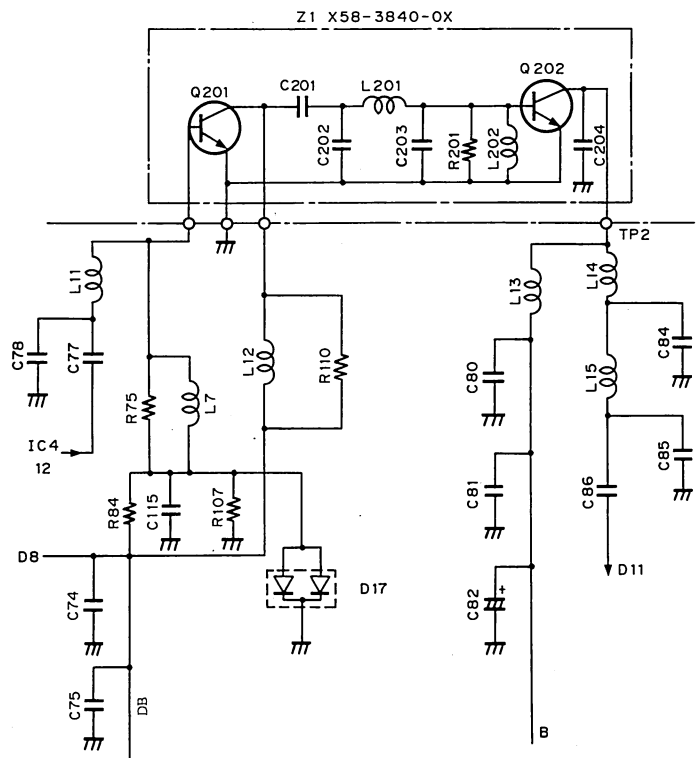 Z1 X58-3840-0X
Q201
C201
L201
Q202
C202
C203
R201
L202
C204
TP2
L11
L13
L14
C78
C77
L12
R110
C84
R75
L7
C80
L15
IC4
12
C85
R84
C115
R107
C81
C86
D8
D17
D11
C74
C82
+
C75
DB
B